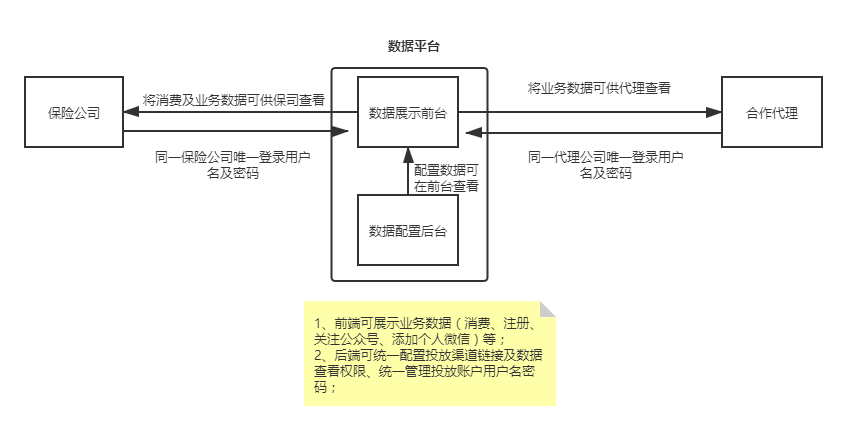 数据平台
保险公司
将消费及业务数据可供保司查看
数据展示前台
将业务数据可供代理查看
合作代理
同一保险公司唯一登录用户
名及密码
同一代理公司唯一登录用户
名及密码
配置数据可
在前台查看
数据配置后台
1、前端可展示业务数据（消费、注册、
关注公众号、添加个人微信）等；
2、后端可统一配置投放渠道链接及数据
查看权限、统一管理投放账户用户名密
码；